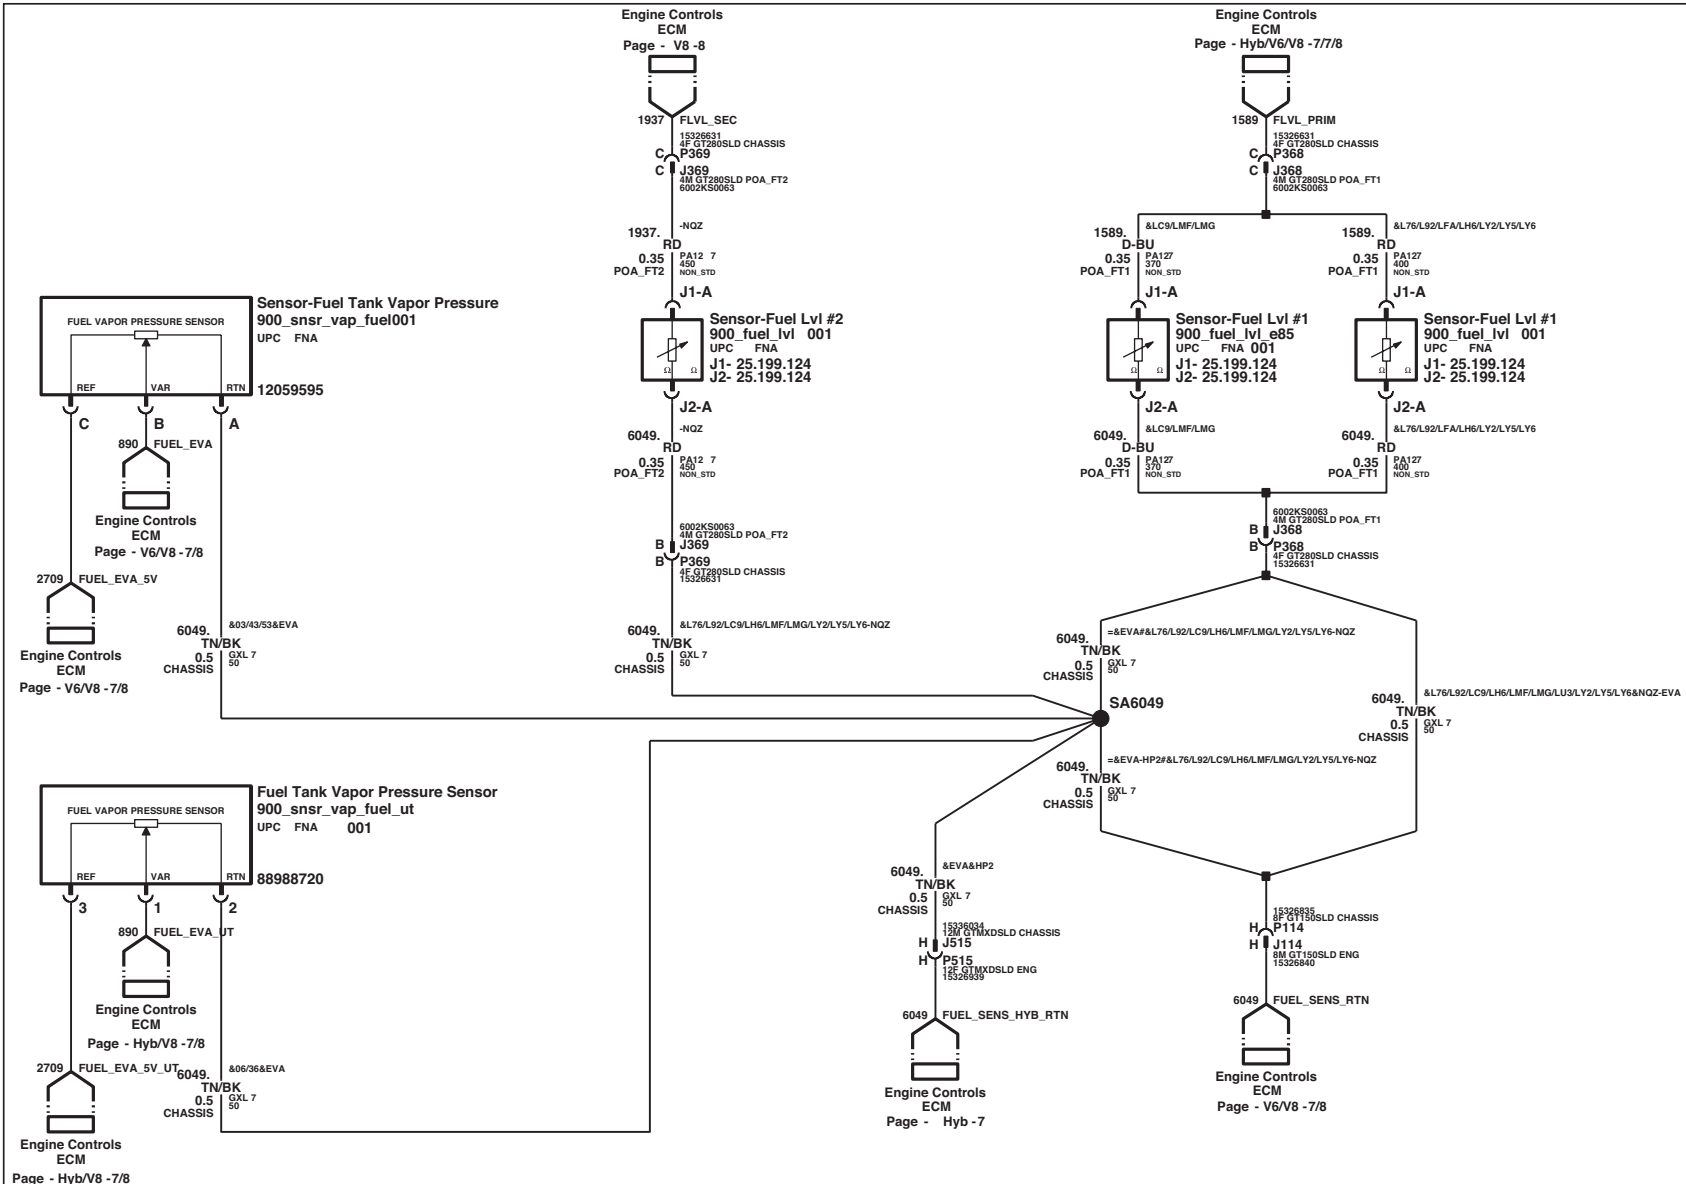 Engine Controls
ECM
Page - V8 -8
1937 FLVL_SEC
15326631
4F GT280SLD CHASSIS
C P369
C J369
4M GT280SLD POA_FT2
6002KS0063
-NQZ
1937.
RD
0.35 PA12 7
450
POA_FT2 NON_STD
J1-A
Sensor-Fuel Lvl #2
900_fuel_lvl 001
UPC FNA
J1- 25.199.124
J2- 25.199.124
Ω Ω
J2-A
-NQZ
6049.
RD
0.35 PA12 7
450
POA_FT2 NON_STD
6002KS0063
4M GT280SLD POA_FT2
B J369
B P369
4F GT280SLD CHASSIS
15326631
&L76/L92/LC9/LH6/LMF/LMG/LY2/LY5/LY6-NQZ
6049.
TN/BK
0.5 GXL 7
50
CHASSIS
Engine Controls
ECM
Page - Hyb/V6/V8 -7/7/8
1589 FLVL_PRIM
15326631
4F GT280SLD CHASSIS
C P368
C J368
4M GT280SLD POA_FT1
6002KS0063
&LC9/LMF/LMG
1589.
D-BU
0.35 PA127
370
POA_FT1 NON_STD
J1-A
Sensor-Fuel Lvl #1
900_fuel_lvl_e85
UPC FNA 001
J1- 25.199.124
J2- 25.199.124
Ω Ω
J2-A
&LC9/LMF/LMG
6049.
D-BU
0.35 PA127
370
POA_FT1 NON_STD
&L76/L92/LFA/LH6/LY2/LY5/LY6
1589.
RD
0.35 PA127
400
POA_FT1 NON_STD
J1-A
Sensor-Fuel Lvl #1
900_fuel_lvl 001
UPC FNA
J1- 25.199.124
J2- 25.199.124
Ω Ω
J2-A
&L76/L92/LFA/LH6/LY2/LY5/LY6
6049.
RD
0.35 PA127
400
POA_FT1 NON_STD
6002KS0063
4M GT280SLD POA_FT1
B J368
B P368
4F GT280SLD CHASSIS
15326631
=&EVA#&L76/L92/LC9/LH6/LMF/LMG/LY2/LY5/LY6-NQZ
6049.
TN/BK
0.5 GXL 7
50
CHASSIS
SA6049
&L76/L92/LC9/LH6/LMF/LMG/LU3/LY2/LY5/LY6&NQZ-EVA
6049.
TN/BK
0.5 GXL 7
50
CHASSIS
=&EVA-HP2#&L76/L92/LC9/LH6/LMF/LMG/LY2/LY5/LY6-NQZ
6049.
TN/BK
0.5 GXL 7
50
CHASSIS
15326835
8F GT150SLD CHASSIS
H P114
H J114
8M GT150SLD ENG
15326840
6049 FUEL_SENS_RTN
Engine Controls
ECM
Page - V6/V8 -7/8
&EVA&HP2
6049.
TN/BK
0.5 GXL 7
50
CHASSIS
15336034
12M GTMXDSLD CHASSIS
H J515
H P515
12F GTMXDSLD ENG
15326939
6049 FUEL_SENS_HYB_RTN
Engine Controls
ECM
Page - Hyb -7
Sensor-Fuel Tank Vapor Pressure
900_snsr_vap_fuel001
UPC FNA
12059595
FUEL VAPOR PRESSURE SENSOR
REF VAR RTN
C B A
890 FUEL_EVA
Engine Controls
ECM
Page - V6/V8 -7/8
2709 FUEL_EVA_5V
Engine Controls
ECM
Page - V6/V8 -7/8
&03/43/53&EVA
6049.
TN/BK
0.5 GXL 7
50
CHASSIS
Fuel Tank Vapor Pressure Sensor
900_snsr_vap_fuel_ut
UPC FNA 001
88988720
FUEL VAPOR PRESSURE SENSOR
REF VAR RTN
3 1 2
890 FUEL_EVA_UT
Engine Controls
ECM
Page - Hyb/V8 -7/8
2709 FUEL_EVA_5V_UT
Engine Controls
ECM
Page - Hyb/V8 -7/8
&06/36&EVA
6049.
TN/BK
0.5 GXL 7
50
CHASSIS